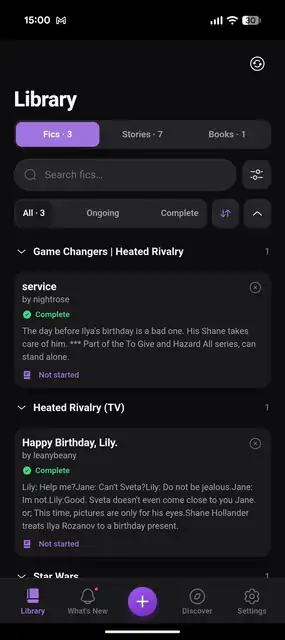 15:00
30
Library
Fics · 3
Stories · 7
Books · 1
Search fics...
All · 3
Ongoing
Complete
Game Changers | Heated Rivalry
1
service
by nightrose
Complete
The day before Ilya's birthday is a bad one. His Shane takes
care of him. *** Part of the To Give and Hazard All series, can
stand alone.
Not started
Heated Rivalry (TV)
1
Happy Birthday, Lily.
by leanybeany
Complete
Lily: Help me?Jane: Can't Sveta?Lily: Do not be jealous.Jane:
Im not.Lily:Good. Sveta doesn't even come close to you Jane.
or; This time, pictures are only for his eyes.Shane Hollander
treats Ilya Rozanov to a birthday present.
Not started
Star Wars
Library
What's New
Discover
Settings